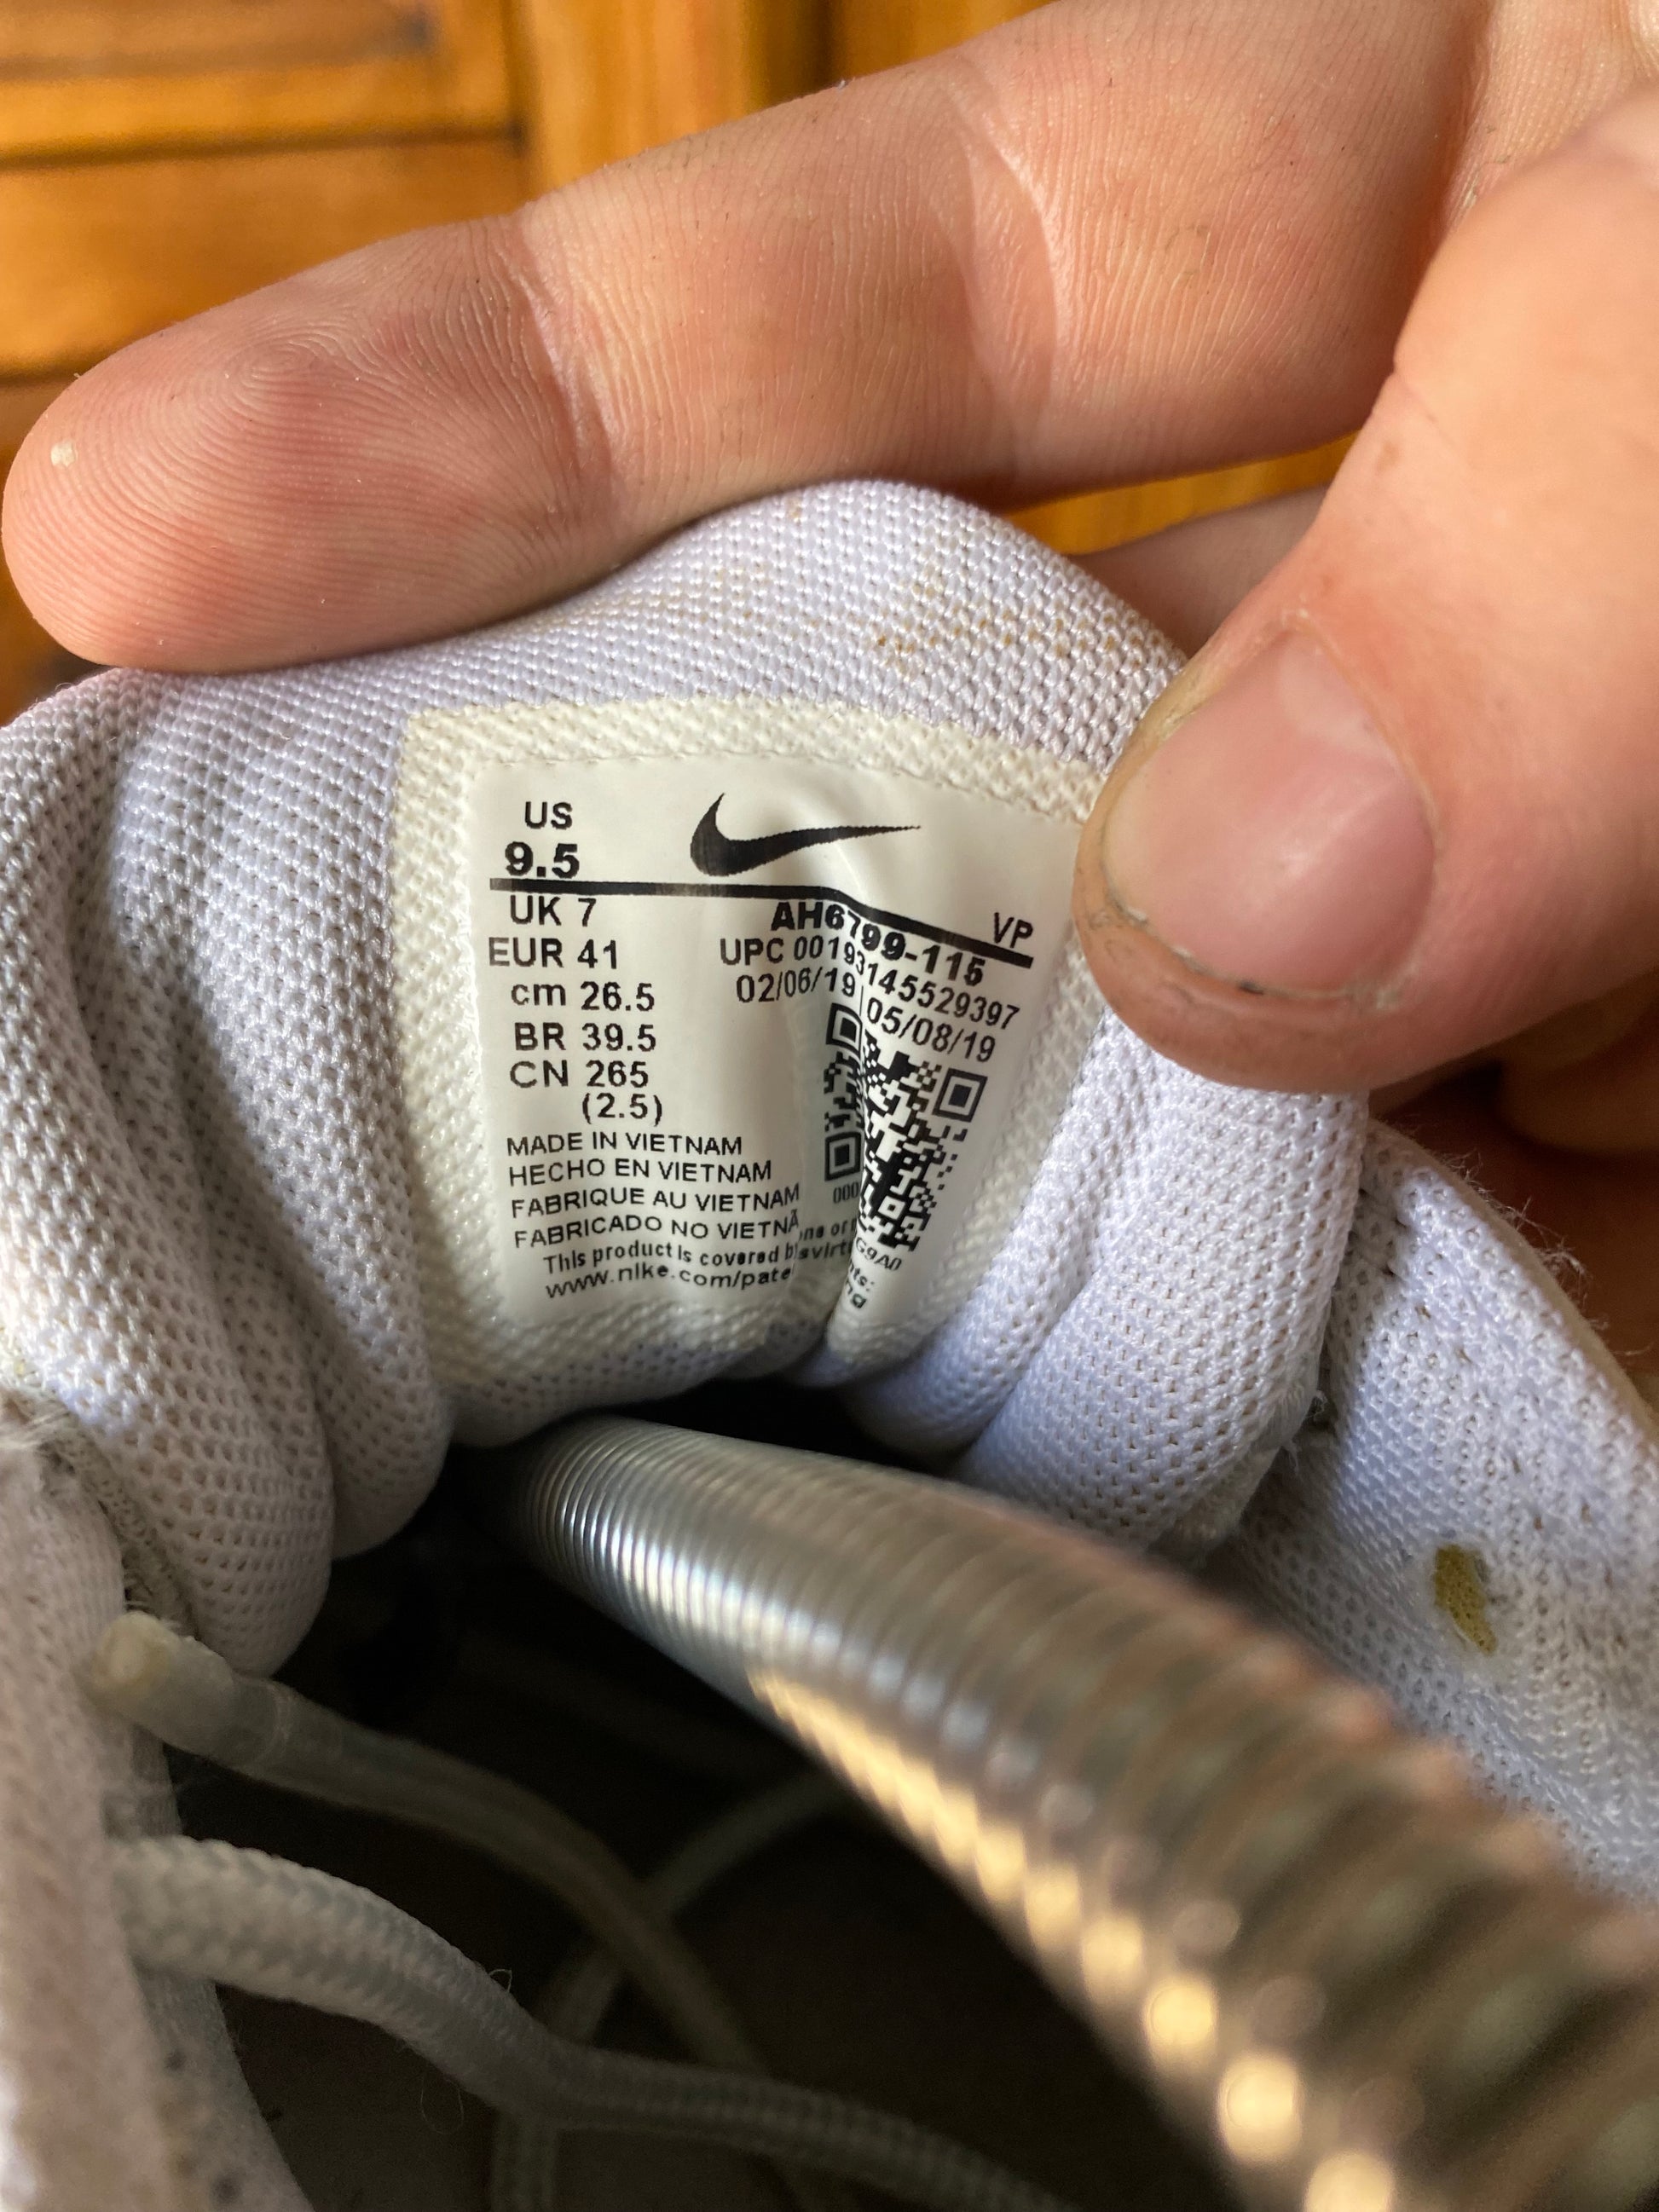 US
9.5
VP
UK 7
AH6799-115
EUR 41
UPC 00193145529397
cm 26.5
02/06/19 05/08/19
BR 39.5
CN 265
(2.5)
MADE IN VIETNAM
HECHO EN VIETNAM
FABRIQUE AU VIETNAM
FABRICADO NO VIETNÃ
000 G9A0
This product is covered
www.nike.com/pate